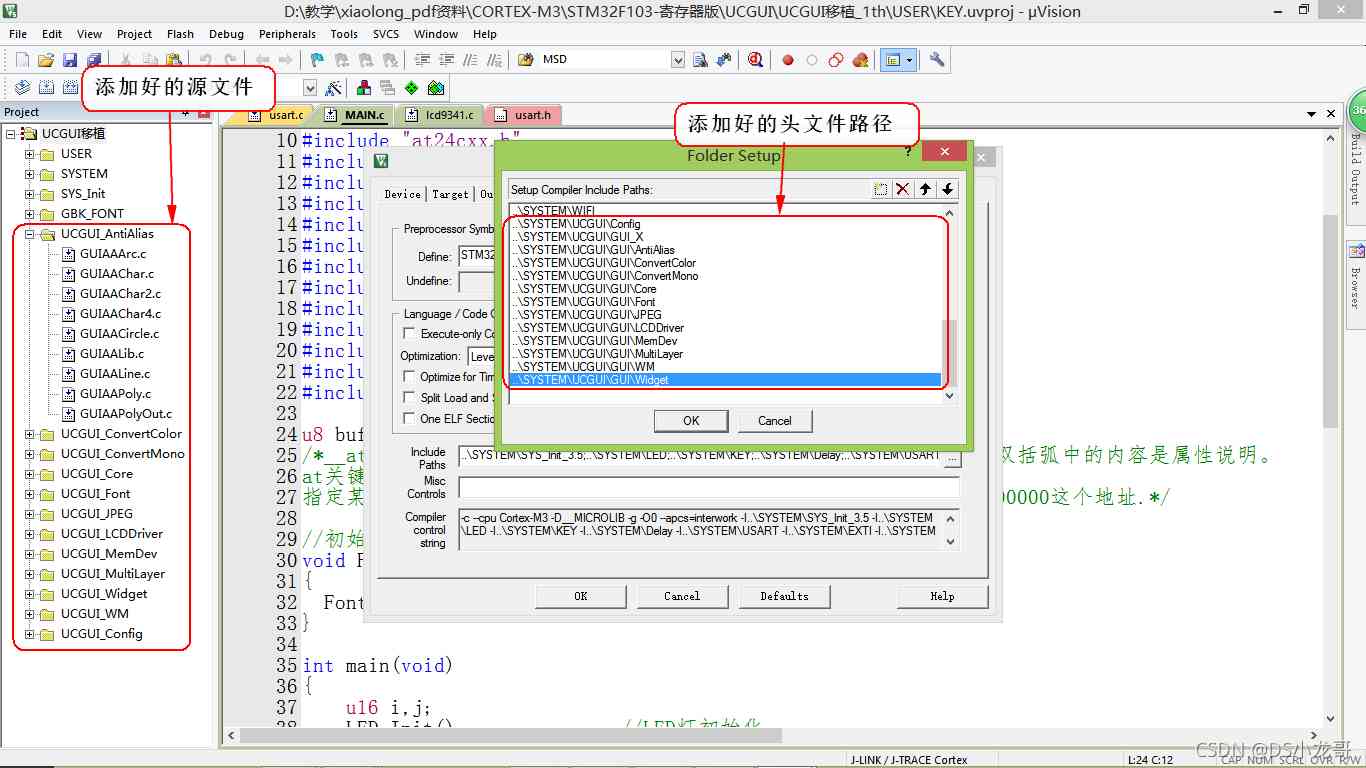 D:\教学\xiaolong_pdf资料\CORTEX-M3\STM32F103-寄存器版\UCGUI\UCGUI移植_1th\USER\KEY.uvproj - µVision
File Edit View Project Flash Debug Peripherals Tools SVCS Window Help
MSD
添加好的源文件
Project
usart.c MAIN.c lcd9341.c usart.h
添加好的头文件路径
UCGUI移植
USER
SYSTEM
SYS_Init
GBK_FONT
UCGUI_AntiAlias
GUIAAArc.c
GUIAAChar.c
GUIAAChar2.c
GUIAAChar4.c
GUIAACircle.c
GUIAALib.c
GUIAALine.c
GUIAAPoly.c
GUIAAPolyOut.c
UCGUI_ConvertColor
UCGUI_ConvertMono
UCGUI_Core
UCGUI_Font
UCGUI_JPEG
UCGUI_LCDDriver
UCGUI_MemDev
UCGUI_MultiLayer
UCGUI_Widget
UCGUI_WM
UCGUI_Config
10 #include "at24cxx.h"
11 #inclu
12 #inclu
13 #inclu
14 #inclu
15 #inclu
16 #inclu
17 #inclu
18 #inclu
19 #inclu
20 #inclu
21 #inclu
22 #inclu
23
24 u8 buf
25 /*__at 双括弧中的内容是属性说明。
26 at关键
27 指定某 00000这个地址.*/
28
29 //初始
30 void F
31 {
32 Font
33 }
34
35 int main(void)
36 {
37 u16 i,j;
38 LED_Init() //LED灯初始化
Folder Setup
?
Setup Compiler Include Paths:
..\SYSTEM\WIFI
..\SYSTEM\UCGUI\Config
..\SYSTEM\UCGUI\GUI_X
..\SYSTEM\UCGUI\GUI\AntiAlias
..\SYSTEM\UCGUI\GUI\ConvertColor
..\SYSTEM\UCGUI\GUI\ConvertMono
..\SYSTEM\UCGUI\GUI\Core
..\SYSTEM\UCGUI\GUI\Font
..\SYSTEM\UCGUI\GUI\JPEG
..\SYSTEM\UCGUI\GUI\LCDDriver
..\SYSTEM\UCGUI\GUI\MemDev
..\SYSTEM\UCGUI\GUI\MultiLayer
..\SYSTEM\UCGUI\GUI\WM
..\SYSTEM\UCGUI\GUI\Widget
OK Cancel
Device Target Ou
Preprocessor Symb
Define: STM32
Undefine:
Language / Code G
Execute-only Co
Optimization: Leve
Optimize for Tim
Split Load and S
One ELF Sectio
Include Paths ..\SYSTEM\SYS_Init_3.5;..\SYSTEM\LED;..\SYSTEM\KEY;..\SYSTEM\Delay;..\SYSTEM\USART ...
Misc Controls
Compiler control string
-c --cpu Cortex-M3 -D__MICROLIB -g -O0 --apcs=interwork -I..\SYSTEM\SYS_Init_3.5 -I..\SYSTEM
\LED -I..\SYSTEM\KEY -I..\SYSTEM\Delay -I..\SYSTEM\USART -I..\SYSTEM\EXTI -I..\SYSTEM
OK Cancel Defaults Help
36
Build Output
Browser
J-LINK / J-TRACE Cortex L:24 C:12 CAP NUM SCRL OVR R/W
CSDN @DS小龙哥